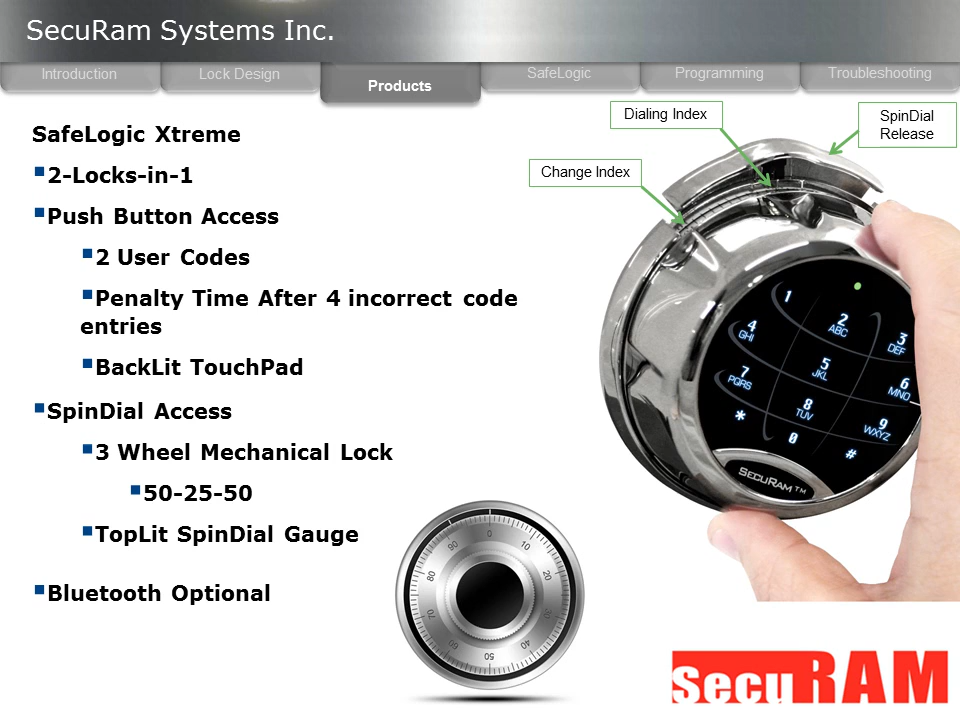 SecuRam Systems Inc.
Introduction
Lock Design
Products
SafeLogic
Programming
Troubleshooting
SafeLogic Xtreme
2-Locks-in-1
Push Button Access
2 User Codes
Penalty Time After 4 incorrect code
entries
BackLit TouchPad
SpinDial Access
3 Wheel Mechanical Lock
50-25-50
TopLit SpinDial Gauge
Bluetooth Optional
Dialing Index
SpinDial
Release
Change Index
1
2
ABC
3
DEF
4
GHI
5
JKL
6
MNO
7
PQRS
8
TUV
9
WXYZ
*
0
#
SECURAM™
0
10
20
30
40
50
60
70
80
90
SecuRAM